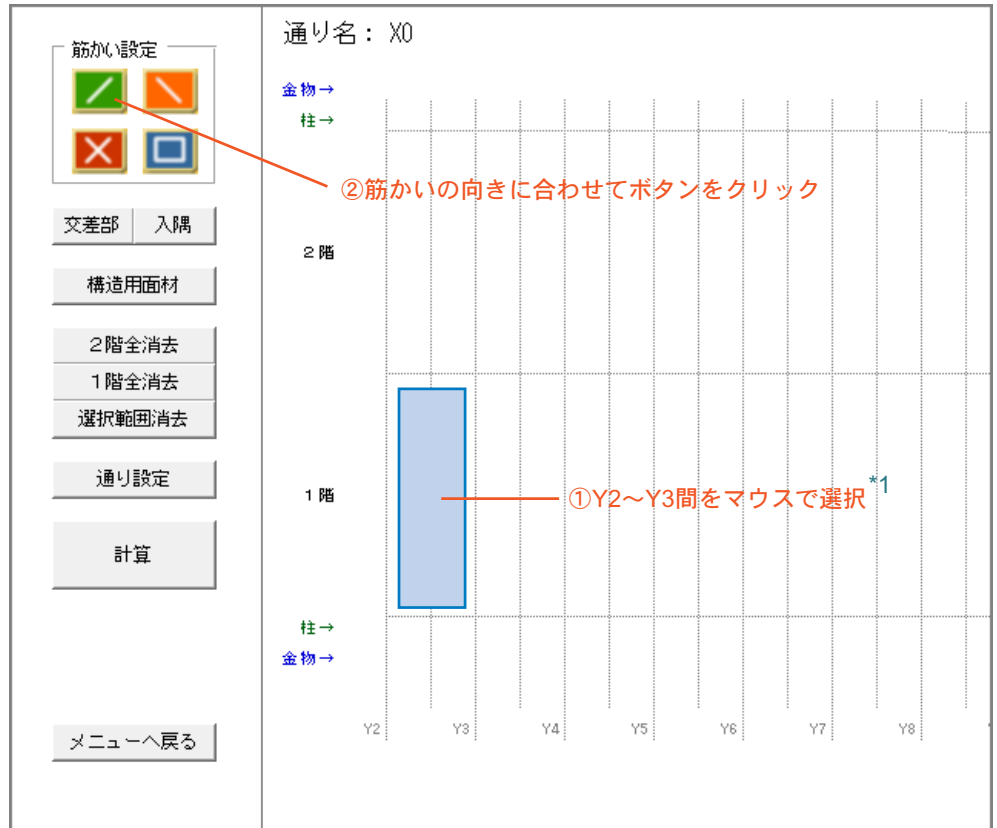 通り名： X0
筋かい設定
金物→
柱→
②筋かいの向きに合わせてボタンをクリック
交差部 入隅
2階
構造用面材
２階全消去
１階全消去
選択範囲消去
通り設定
1階
①Y2～Y3間をマウスで選択*1
計算
柱→
金物→
Y2 Y3 Y4 Y5 Y6 Y7 Y8
メニューへ戻る